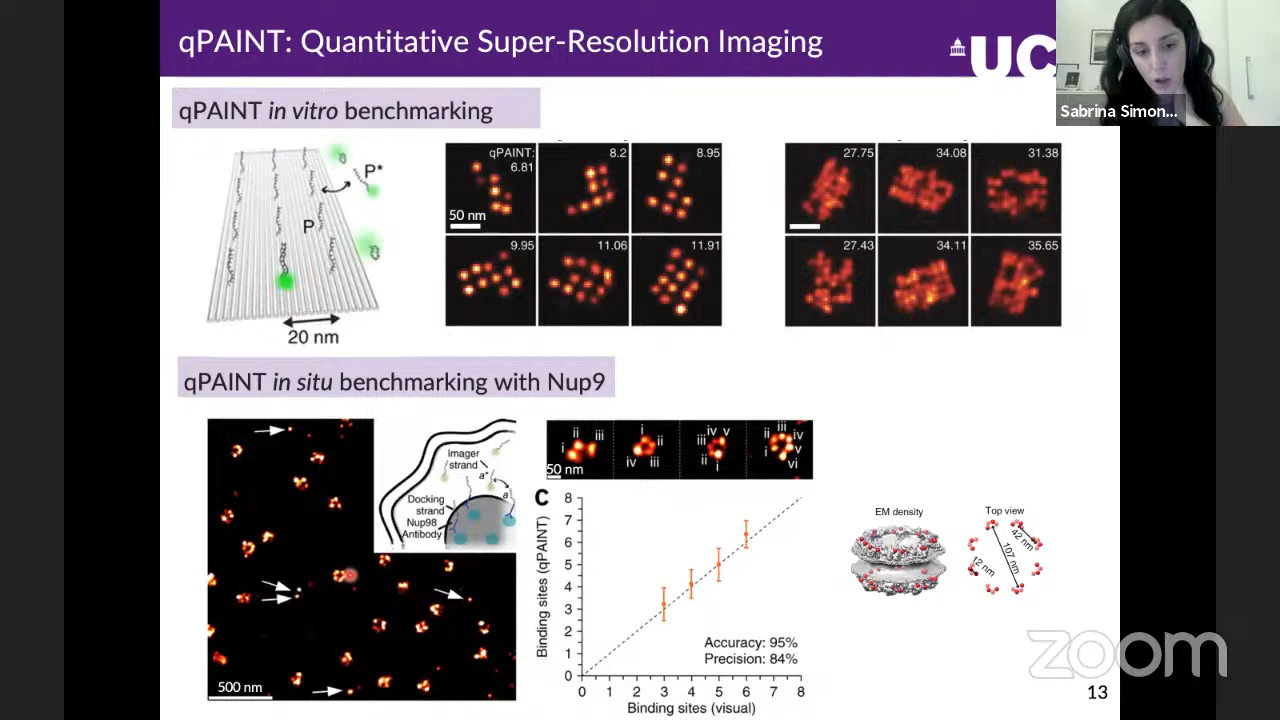 qPAINT: Quantitative Super-Resolution Imaging
UC
Sabrina Simon...
qPAINT in vitro benchmarking
P*
P
20 nm
qPAINT:
6.81
8.2
8.95
50 nm
9.95
11.06
11.91
27.75
34.08
31.38
27.43
34.11
35.65
qPAINT in situ benchmarking with Nup9
Imager
strand
a*
a
Docking
strand
Nup98
Antibody
500 nm
i
ii
iii
i
ii
iii
iv
i
ii
iii
iv
v
i
ii
iii
iv
v
vi
50 nm
C
Binding sites (qPAINT)
8
7
6
5
4
3
2
1
0
0 1 2 3 4 5 6 7 8
Binding sites (visual)
Accuracy: 95%
Precision: 84%
EM density
Top view
42 nm
107 nm
12 nm
zoom
13